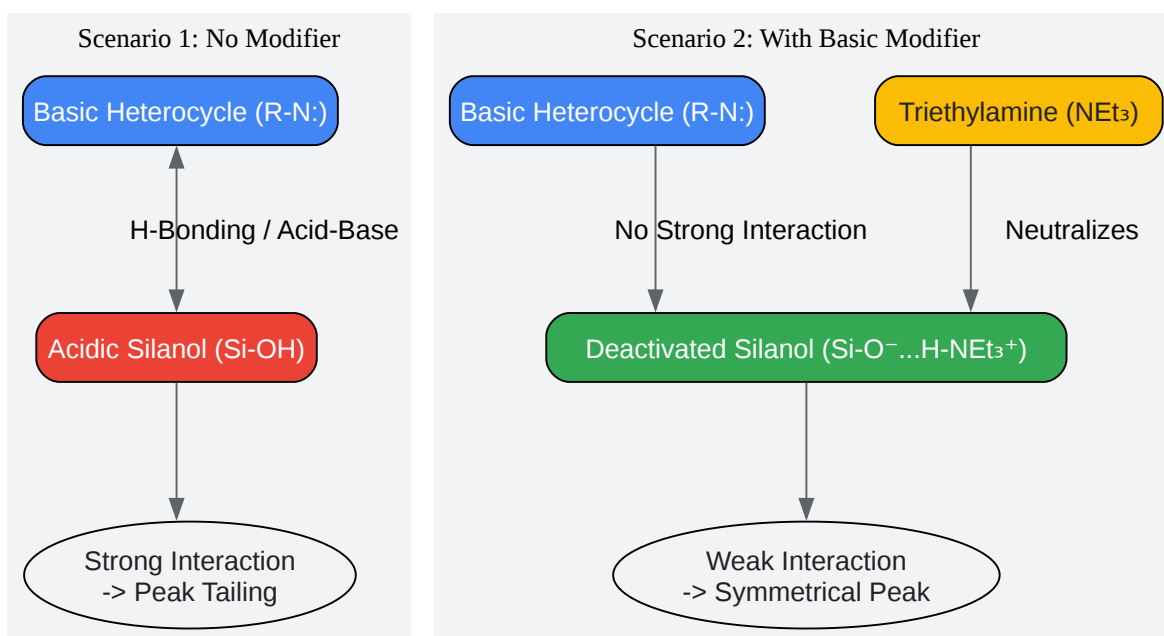 Scenario 1: No Modifier
Basic Heterocycle (R-N:)
H-Bonding / Acid-Base
Acidic Silanol (Si-OH)
Strong Interaction
-> Peak Tailing
Scenario 2: With Basic Modifier
Basic Heterocycle (R-N:)
Triethylamine (NEt₃)
No Strong Interaction
Neutralizes
Deactivated Silanol (Si-O⁻...H-NEt₃⁺)
Weak Interaction
-> Symmetrical Peak